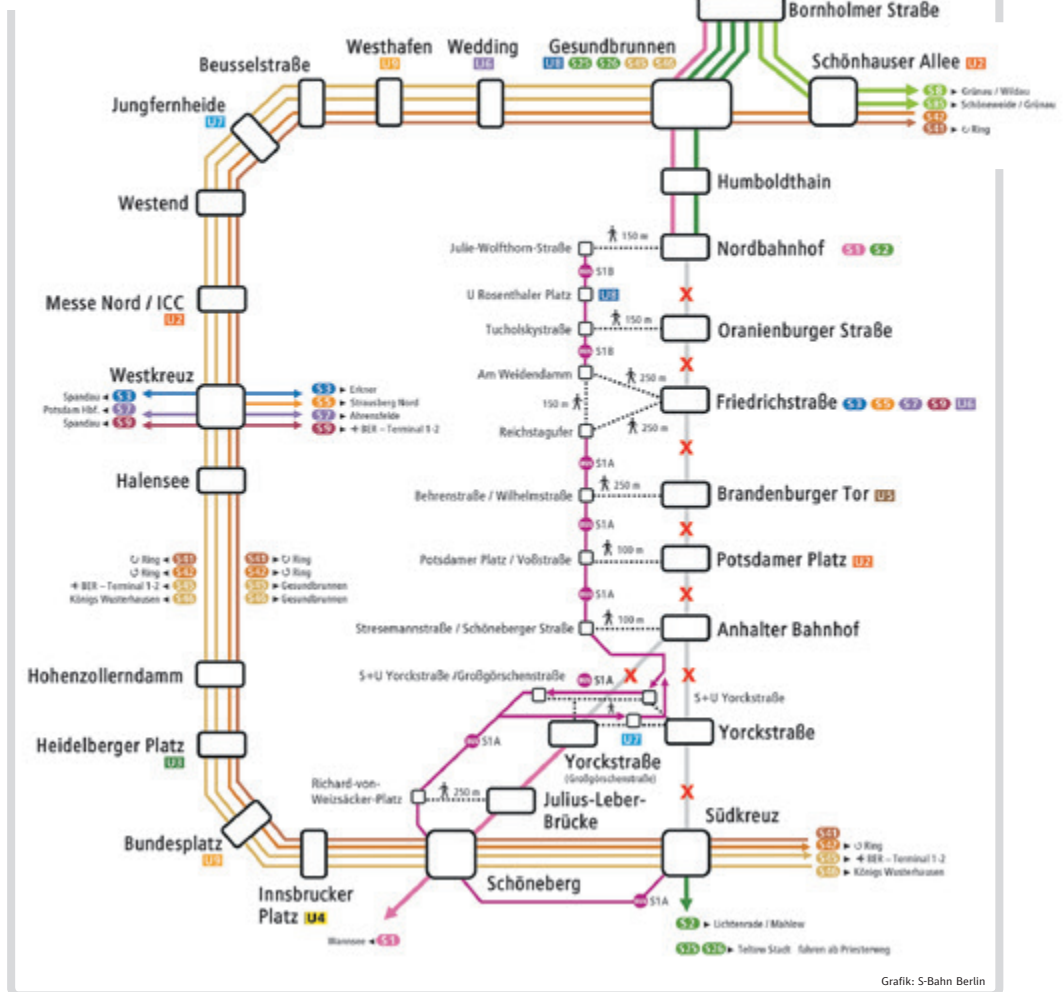 Bornholmer Straße
Westhafen
U9
Wedding
U6
Gesundbrunnen
U8 S25 S26 S45 S46
Beusselstraße
Schönhauser Allee U2
S8 ▸ Grünau / Wildau
S85 ▸ Schöneweide / Grünau
S42
S41 ▸ ↻ Ring
Jungfernheide
U7
Humboldthain
Westend
Julie-Wolfthorn-Straße
150 m
Nordbahnhof S1 S2
BUS S1B
U Rosenthaler Platz U8
X
Messe Nord / ICC
U2
Tucholskystraße
150 m
Oranienburger Straße
BUS S1B
X
Westkreuz
Am Weidendamm
250 m
Spandau ◂ S3
Potsdam Hbf. ◂ S7
Spandau ◂ S9
S3 ▸ Erkner
S5 ▸ Strausberg Nord
S7 ▸ Ahrensfelde
S9 ▸ BER – Terminal 1-2
150 m
Friedrichstraße S3 S5 S7 S9 U6
Reichstagufer
250 m
X
BUS S1A
Halensee
Behrenstraße / Wilhelmstraße
250 m
Brandenburger Tor U5
BUS S1A
X
↻ Ring ◂ S41
↺ Ring ◂ S42
BER – Terminal 1-2 ◂ S45
Königs Wusterhausen ◂ S46
S41 ▸ ↻ Ring
S42 ▸ ↺ Ring
S45 ▸ Gesundbrunnen
S46 ▸ Gesundbrunnen
Potsdamer Platz / Voßstraße
100 m
Potsdamer Platz U2
BUS S1A
X
Stresemannstraße / Schöneberger Straße
100 m
Anhalter Bahnhof
Hohenzollerndamm
S+U Yorckstraße /Großgörschenstraße
BUS S1A
X
X
S+U Yorckstraße
Heidelberger Platz
U3
BUS S1A
U7
Yorckstraße
(Großgörschenstraße)
Yorckstraße
Richard-von-
Weizsäcker-Platz
250 m
Julius-Leber-
Brücke
X
Südkreuz
Bundesplatz
U9
S41
S42 ▸ ↺ Ring
S45 ▸ BER – Terminal 1-2
S46 ▸ Königs Wusterhausen
Innsbrucker
Platz U4
Schöneberg
BUS S1A
Wannsee ◂ S1
S2 ▸ Lichtenrade / Mahlow
S25 S26 ▸ Teltow Stadt fahren ab Priesterweg
Grafik: S-Bahn Berlin